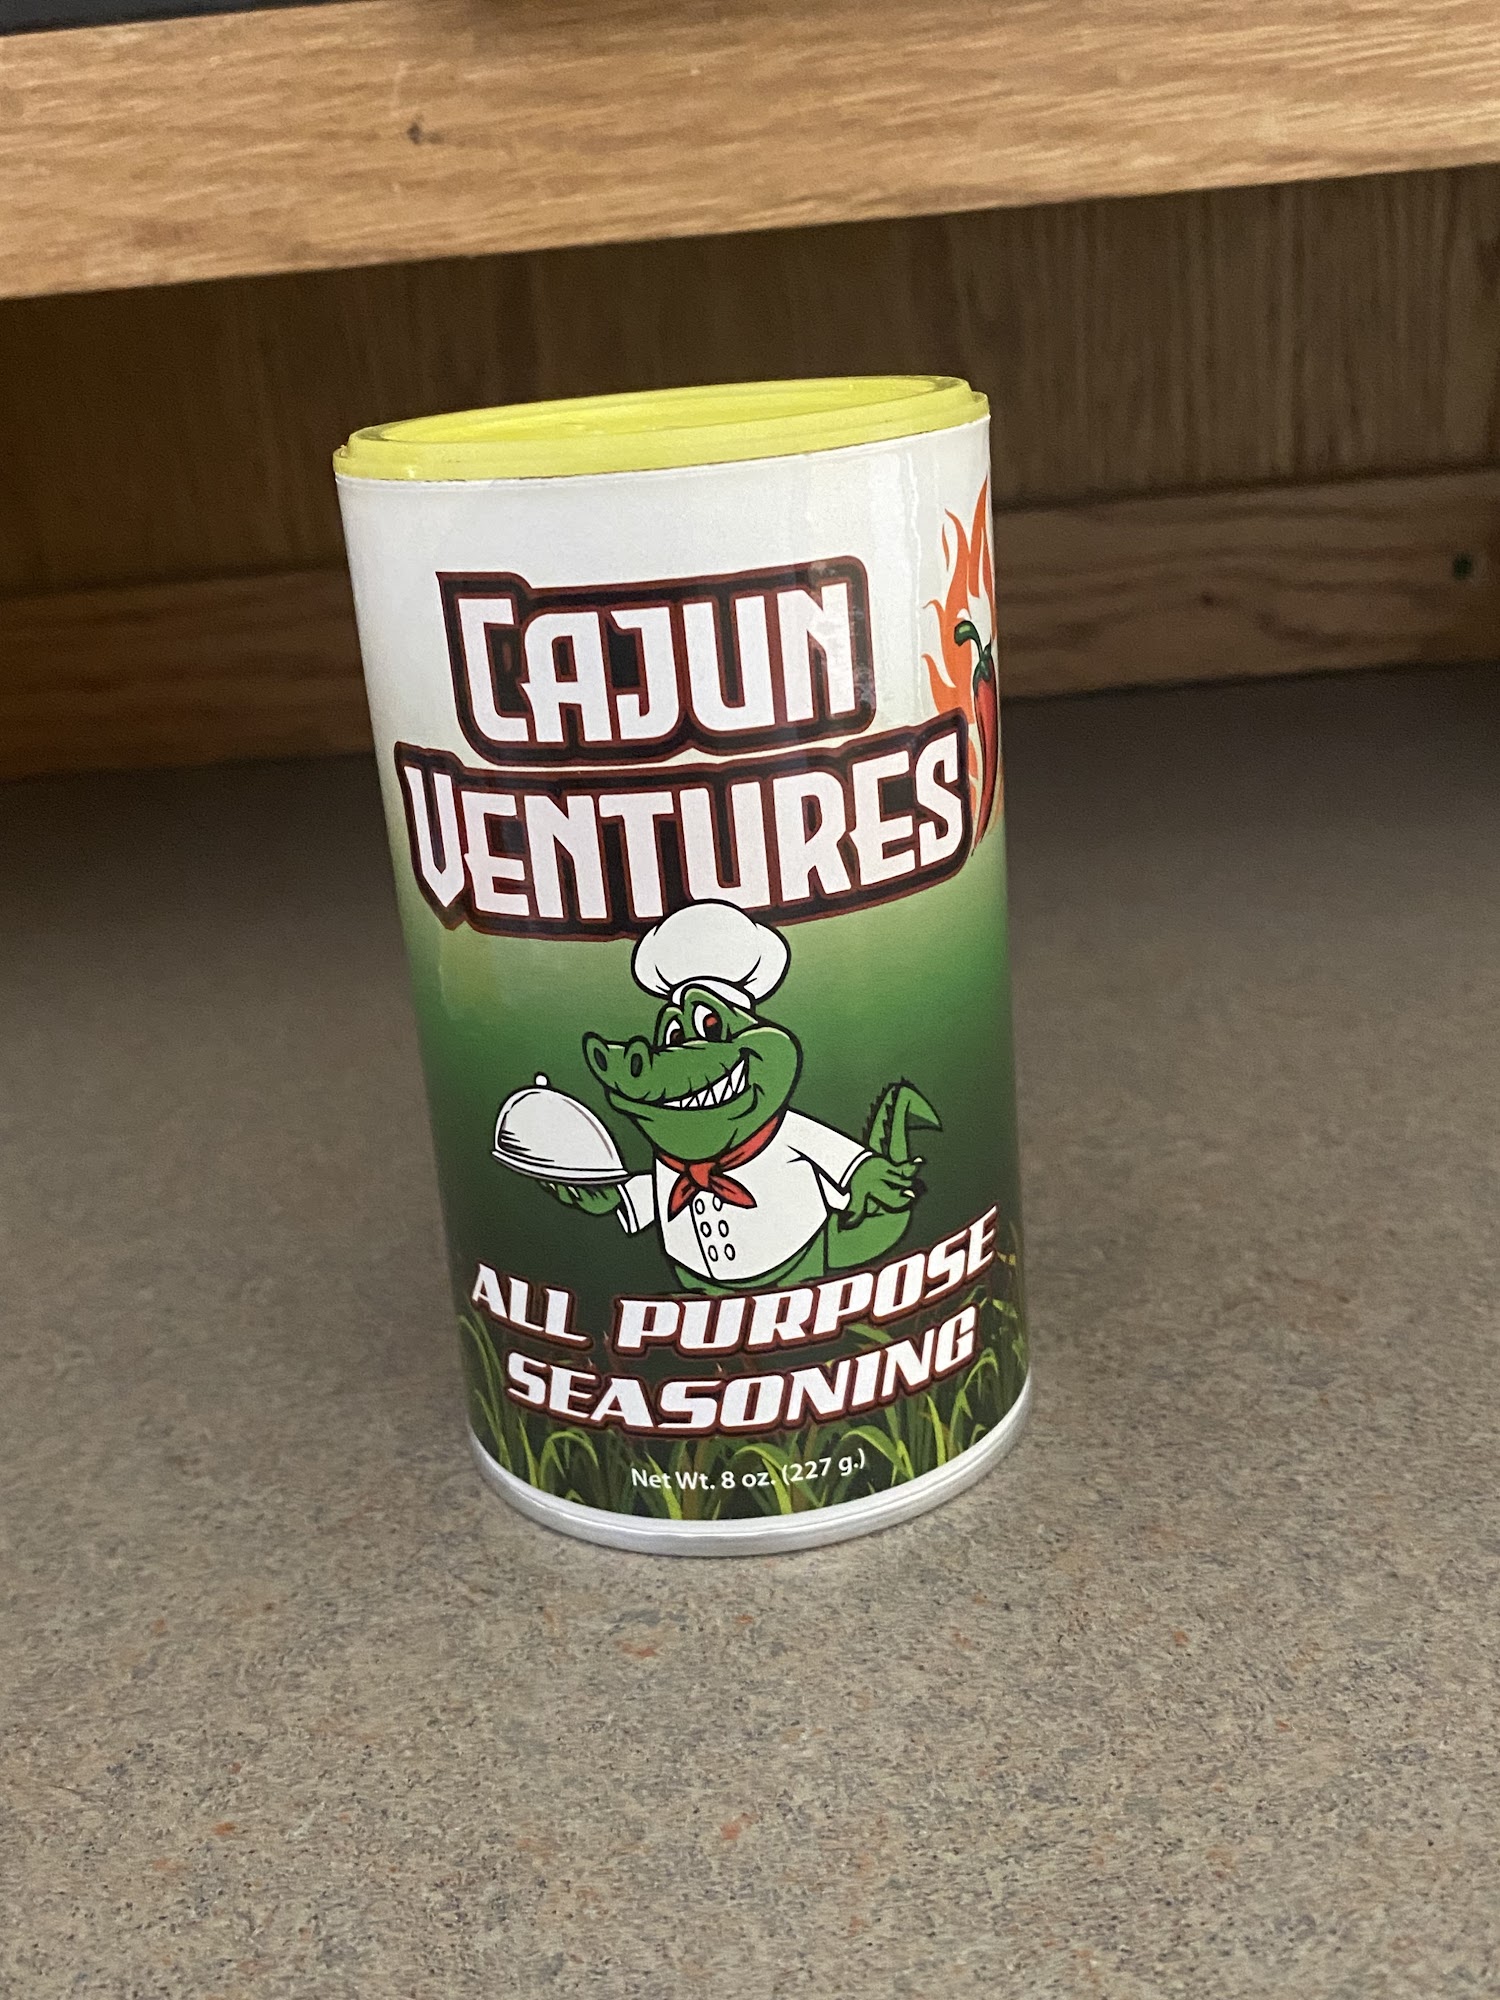 CAJUN
VENTURES
ALL PURPOSE
SEASONING
Net Wt. 8 oz. (227 g.)